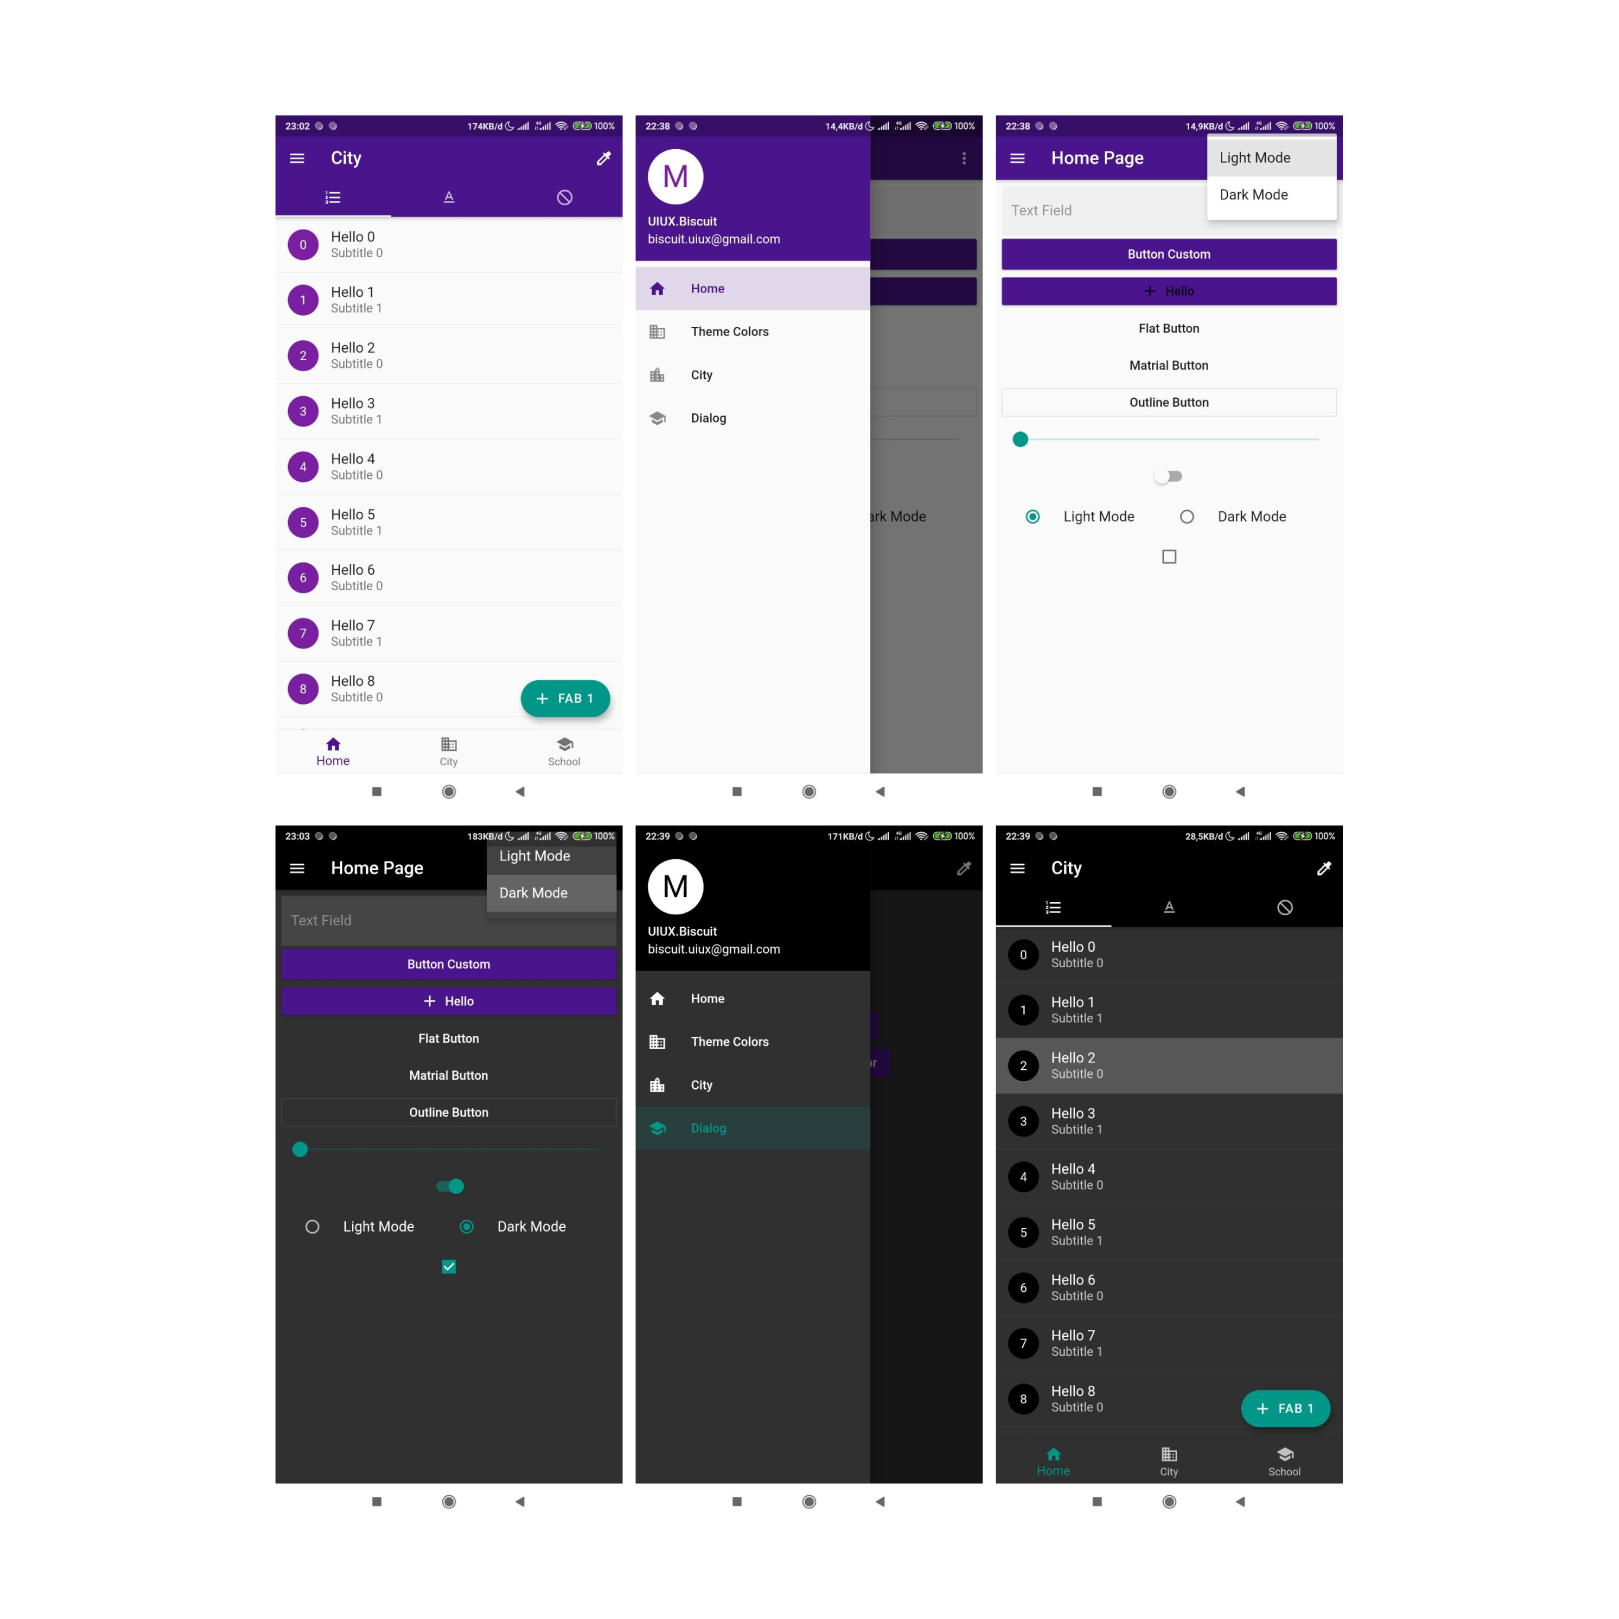 23:02 174KB/d 4G 100%
City
0 Hello 0
Subtitle 0
1 Hello 1
Subtitle 1
2 Hello 2
Subtitle 0
3 Hello 3
Subtitle 1
4 Hello 4
Subtitle 0
5 Hello 5
Subtitle 1
6 Hello 6
Subtitle 0
7 Hello 7
Subtitle 1
8 Hello 8
Subtitle 0
+ FAB 1
Home City School
22:38 14,4KB/d 4G 100%
M
UIUX.Biscuit
biscuit.uiux@gmail.com
Home
Theme Colors
City
Dialog
ark Mode
22:38 14,9KB/d 4G 100%
Home Page
Light Mode
Dark Mode
Text Field
Button Custom
+ Hello
Flat Button
Matrial Button
Outline Button
Light Mode Dark Mode
23:03 183KB/d 4G 100%
Home Page
Light Mode
Dark Mode
Text Field
Button Custom
+ Hello
Flat Button
Matrial Button
Outline Button
Light Mode Dark Mode
22:39 171KB/d 4G 100%
M
UIUX.Biscuit
biscuit.uiux@gmail.com
Home
Theme Colors
City
Dialog
or
22:39 28,5KB/d 4G 100%
City
0 Hello 0
Subtitle 0
1 Hello 1
Subtitle 1
2 Hello 2
Subtitle 0
3 Hello 3
Subtitle 1
4 Hello 4
Subtitle 0
5 Hello 5
Subtitle 1
6 Hello 6
Subtitle 0
7 Hello 7
Subtitle 1
8 Hello 8
Subtitle 0
+ FAB 1
Home City School